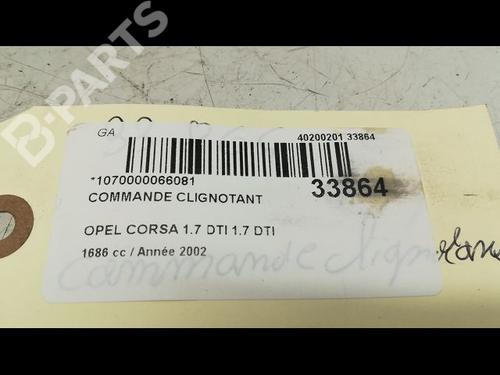 B-PARTS
GA
40200201 33864
*1070000066081
33864
COMMANDE CLIGNOTANT
OPEL CORSA 1.7 DTI 1.7 DTI
1686 cc / Année 2002
commande